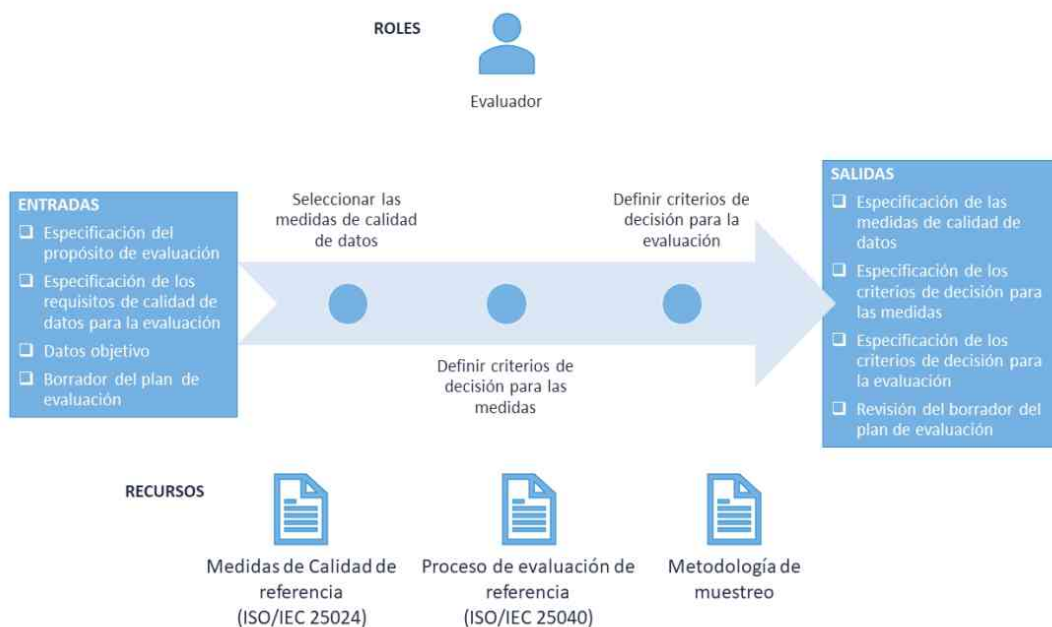 ROLES
Evaluador
ENTRADAS
❑ Especificación del
propósito de evaluación
❑ Especificación de los
requisitos de calidad de
datos para la evaluación
❑ Datos objetivo
❑ Borrador del plan de
evaluación
Seleccionar las
medidas de calidad
de datos
Definir criterios de
decisión para las
medidas
Definir criterios de
decisión para la
evaluación
SALIDAS
❑ Especificación de las
medidas de calidad de
datos
❑ Especificación de los
criterios de decisión para
las medidas
❑ Especificación de los
criterios de decisión para
la evaluación
❑ Revisión del borrador del
plan de evaluación
RECURSOS
Medidas de Calidad de
referencia
(ISO/IEC 25024)
Proceso de evaluación de
referencia
(ISO/IEC 25040)
Metodología de
muestreo